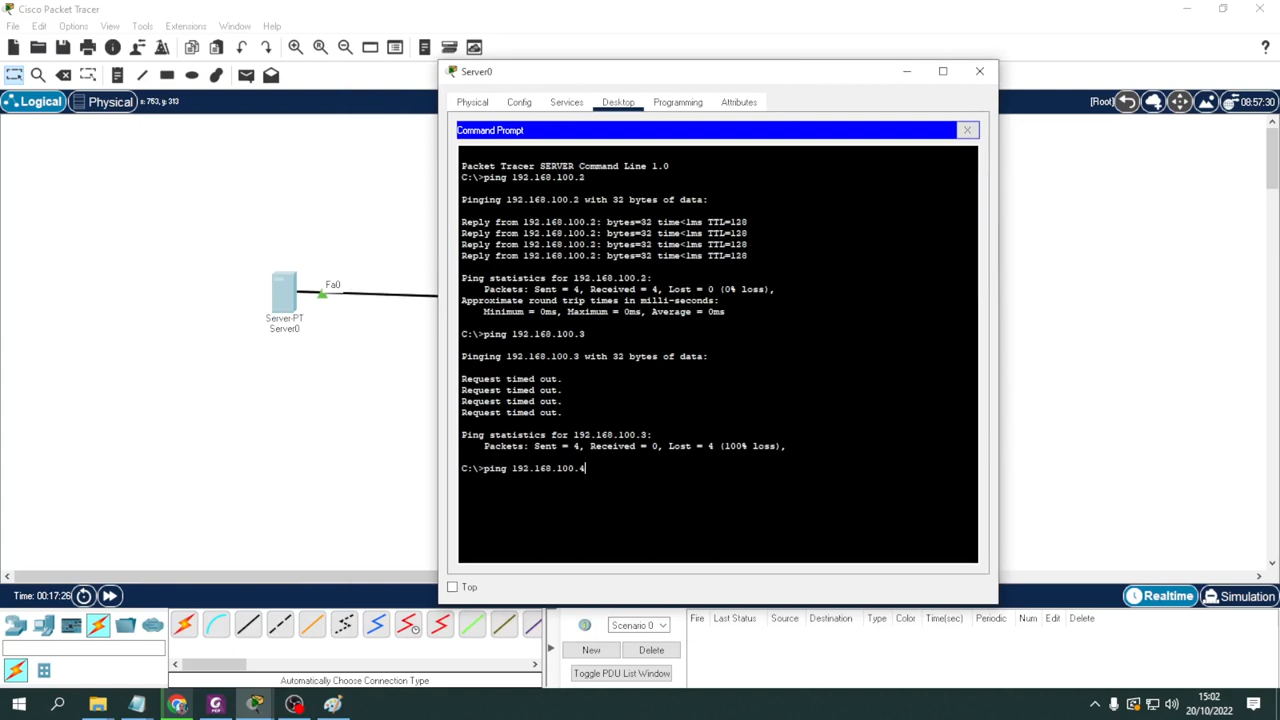 Cisco Packet Tracer
File Edit Options View Tools Extensions Window Help
Logical Physical x: 753, y: 313 [Root] 08:57:30
Server0
Physical Config Services Desktop Programming Attributes
Command Prompt X
Packet Tracer SERVER Command Line 1.0
C:\>ping 192.168.100.2
Pinging 192.168.100.2 with 32 bytes of data:
Reply from 192.168.100.2: bytes=32 time<1ms TTL=128
Reply from 192.168.100.2: bytes=32 time<1ms TTL=128
Reply from 192.168.100.2: bytes=32 time<1ms TTL=128
Reply from 192.168.100.2: bytes=32 time<1ms TTL=128
Ping statistics for 192.168.100.2:
Packets: Sent = 4, Received = 4, Lost = 0 (0% loss),
Approximate round trip times in milli-seconds:
Minimum = 0ms, Maximum = 0ms, Average = 0ms
C:\>ping 192.168.100.3
Pinging 192.168.100.3 with 32 bytes of data:
Request timed out.
Request timed out.
Request timed out.
Request timed out.
Ping statistics for 192.168.100.3:
Packets: Sent = 4, Received = 0, Lost = 4 (100% loss),
C:\>ping 192.168.100.4
Top
Fa0
Server-PT
Server0
Time: 00:17:26 Realtime Simulation
Scenario 0
New Delete
Toggle PDU List Window
Fire Last Status Source Destination Type Color Time(sec) Periodic Num Edit Delete
Automatically Choose Connection Type
15:02
20/10/2022